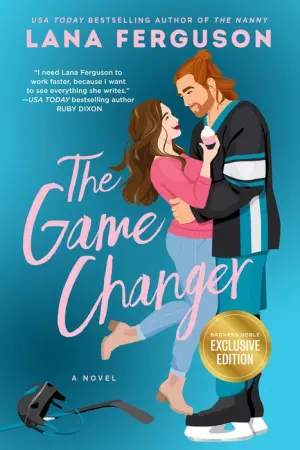 USA TODAY BESTSELLING AUTHOR OF THE NANNY
LANA FERGUSON
"I need Lana Ferguson to
work faster, because I want
to see everything she writes."
—USA TODAY bestselling author
RUBY DIXON
The
Game
Changer
BARNES & NOBLE
EXCLUSIVE
EDITION
A NOVEL